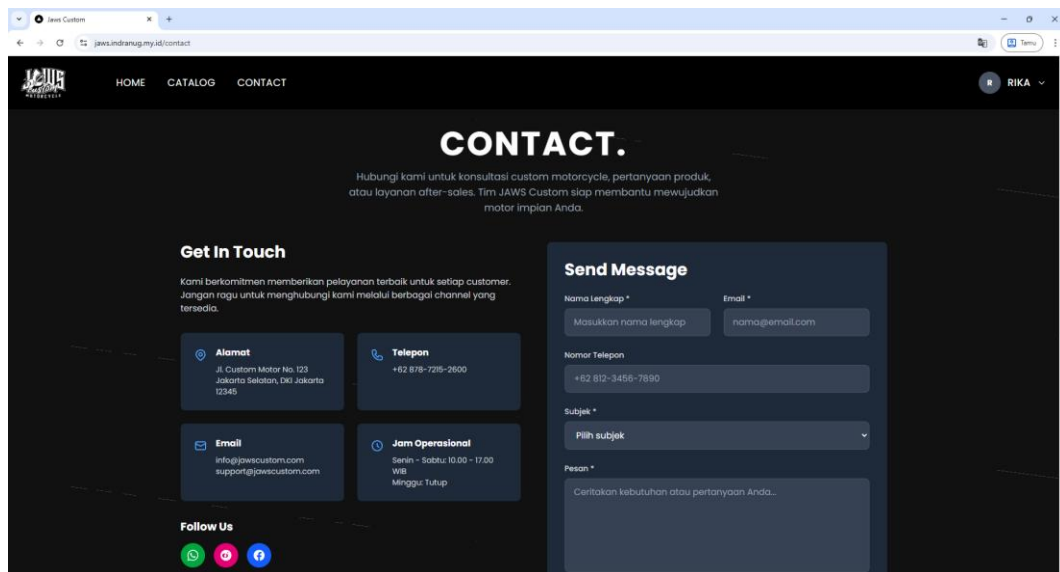 Jaws Custom
jaws.indranug.my.id/contact
Tamu
JAWS
Custom
MOTORCYCLE
HOME CATALOG CONTACT
R RIKA
CONTACT.
Hubungi kami untuk konsultasi custom motorcycle, pertanyaan produk,
atau layanan after-sales. Tim JAWS Custom siap membantu mewujudkan
motor impian Anda.
Get In Touch
Kami berkomitmen memberikan pelayanan terbaik untuk setiap customer.
Jangan ragu untuk menghubungi kami melalui berbagai channel yang
tersedia.
Alamat
Jl. Custom Motor No. 123
Jakarta Selatan, DKI Jakarta
12345
Telepon
+62 878-7215-2600
Email
info@jawscustom.com
support@jawscustom.com
Jam Operasional
Senin - Sabtu: 10.00 - 17.00
WIB
Minggu: Tutup
Follow Us
Send Message
Nama Lengkap *
Masukkan nama lengkap
Email *
nama@email.com
Nomor Telepon
+62 812-3456-7890
Subjek *
Pilih subjek
Pesan *
Ceritakan kebutuhan atau pertanyaan Anda...